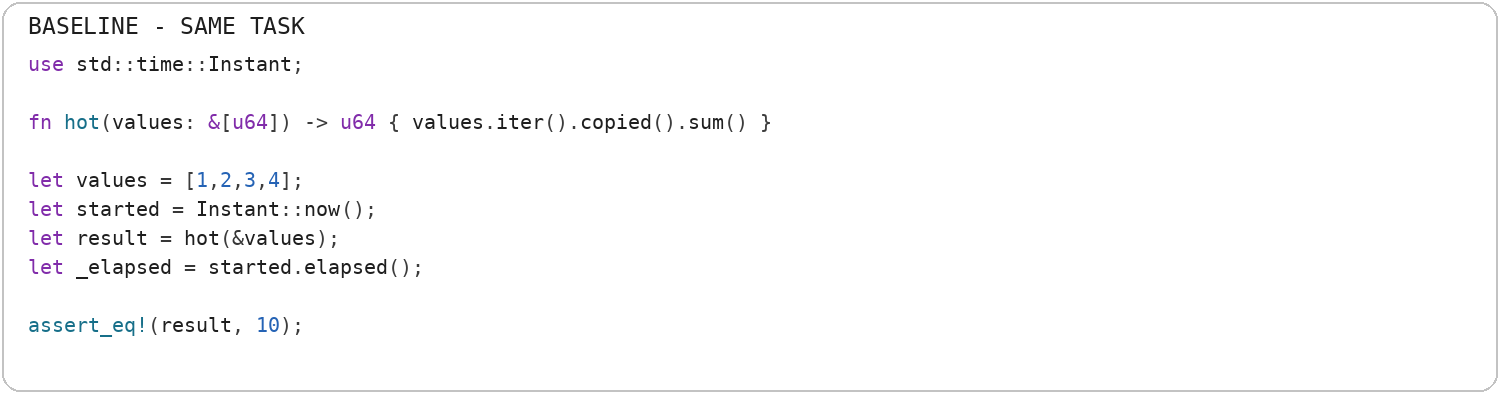 BASELINE - SAME TASK
use std::time::Instant;
fn hot(values: &[u64]) -> u64 { values.iter().copied().sum() }
let values = [1,2,3,4];
let started = Instant::now();
let result = hot(&values);
let _elapsed = started.elapsed();
assert_eq!(result, 10);